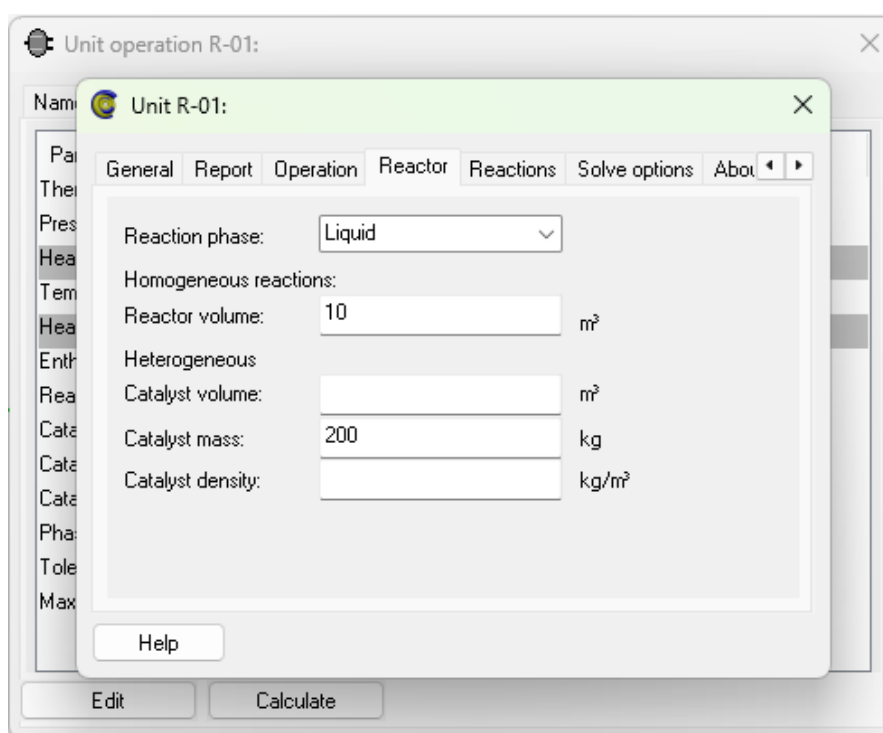 Unit operation R-01:
Unit R-01:
General Report Operation Reactor Reactions Solve options
Reaction phase: Liquid
Homogeneous reactions:
Reactor volume: 10 m³
Heterogeneous
Catalyst volume: m³
Catalyst mass: 200 kg
Catalyst density: kg/m³
Help
Edit Calculate